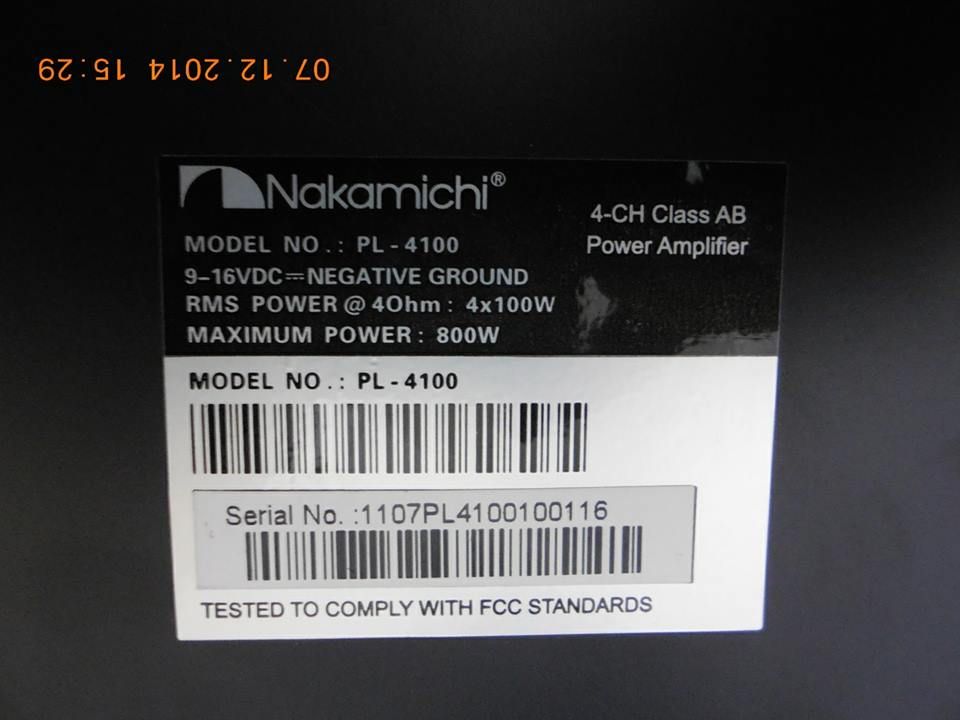 07.12.2014 15:29
Nakamichi®
4-CH Class AB
Power Amplifier
MODEL NO.: PL-4100
9–16VDC⎓NEGATIVE GROUND
RMS POWER @ 4Ohm: 4x100W
MAXIMUM POWER: 800W
MODEL NO.: PL-4100
Serial No. :1107PL4100100116
TESTED TO COMPLY WITH FCC STANDARDS